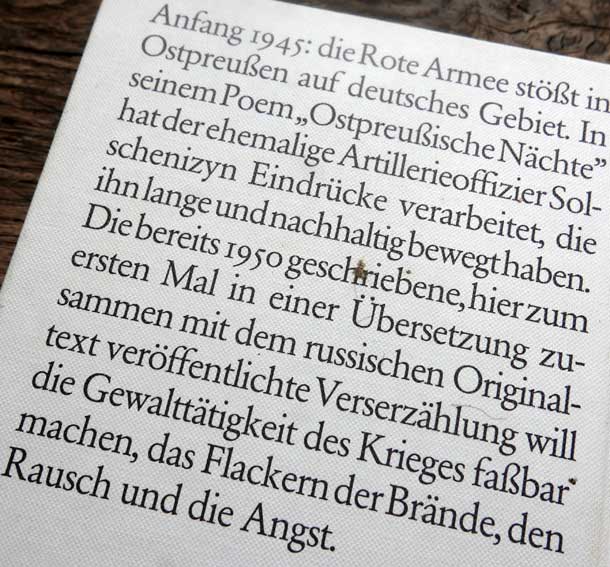 Anfang 1945: die Rote Armee stößt in
Ostpreußen auf deutsches Gebiet. In
seinem Poem „Ostpreußische Nächte”
hat der ehemalige Artillerieoffizier Sol-
schenizyn Eindrücke verarbeitet, die
ihn lange und nachhaltig bewegt haben.
Die bereits 1950 geschriebene, hier zum
ersten Mal in einer Übersetzung zu-
sammen mit dem russischen Original-
text veröffentlichte Verserzählung will
die Gewalttätigkeit des Krieges faßbar
machen, das Flackern der Brände, den
Rausch und die Angst.